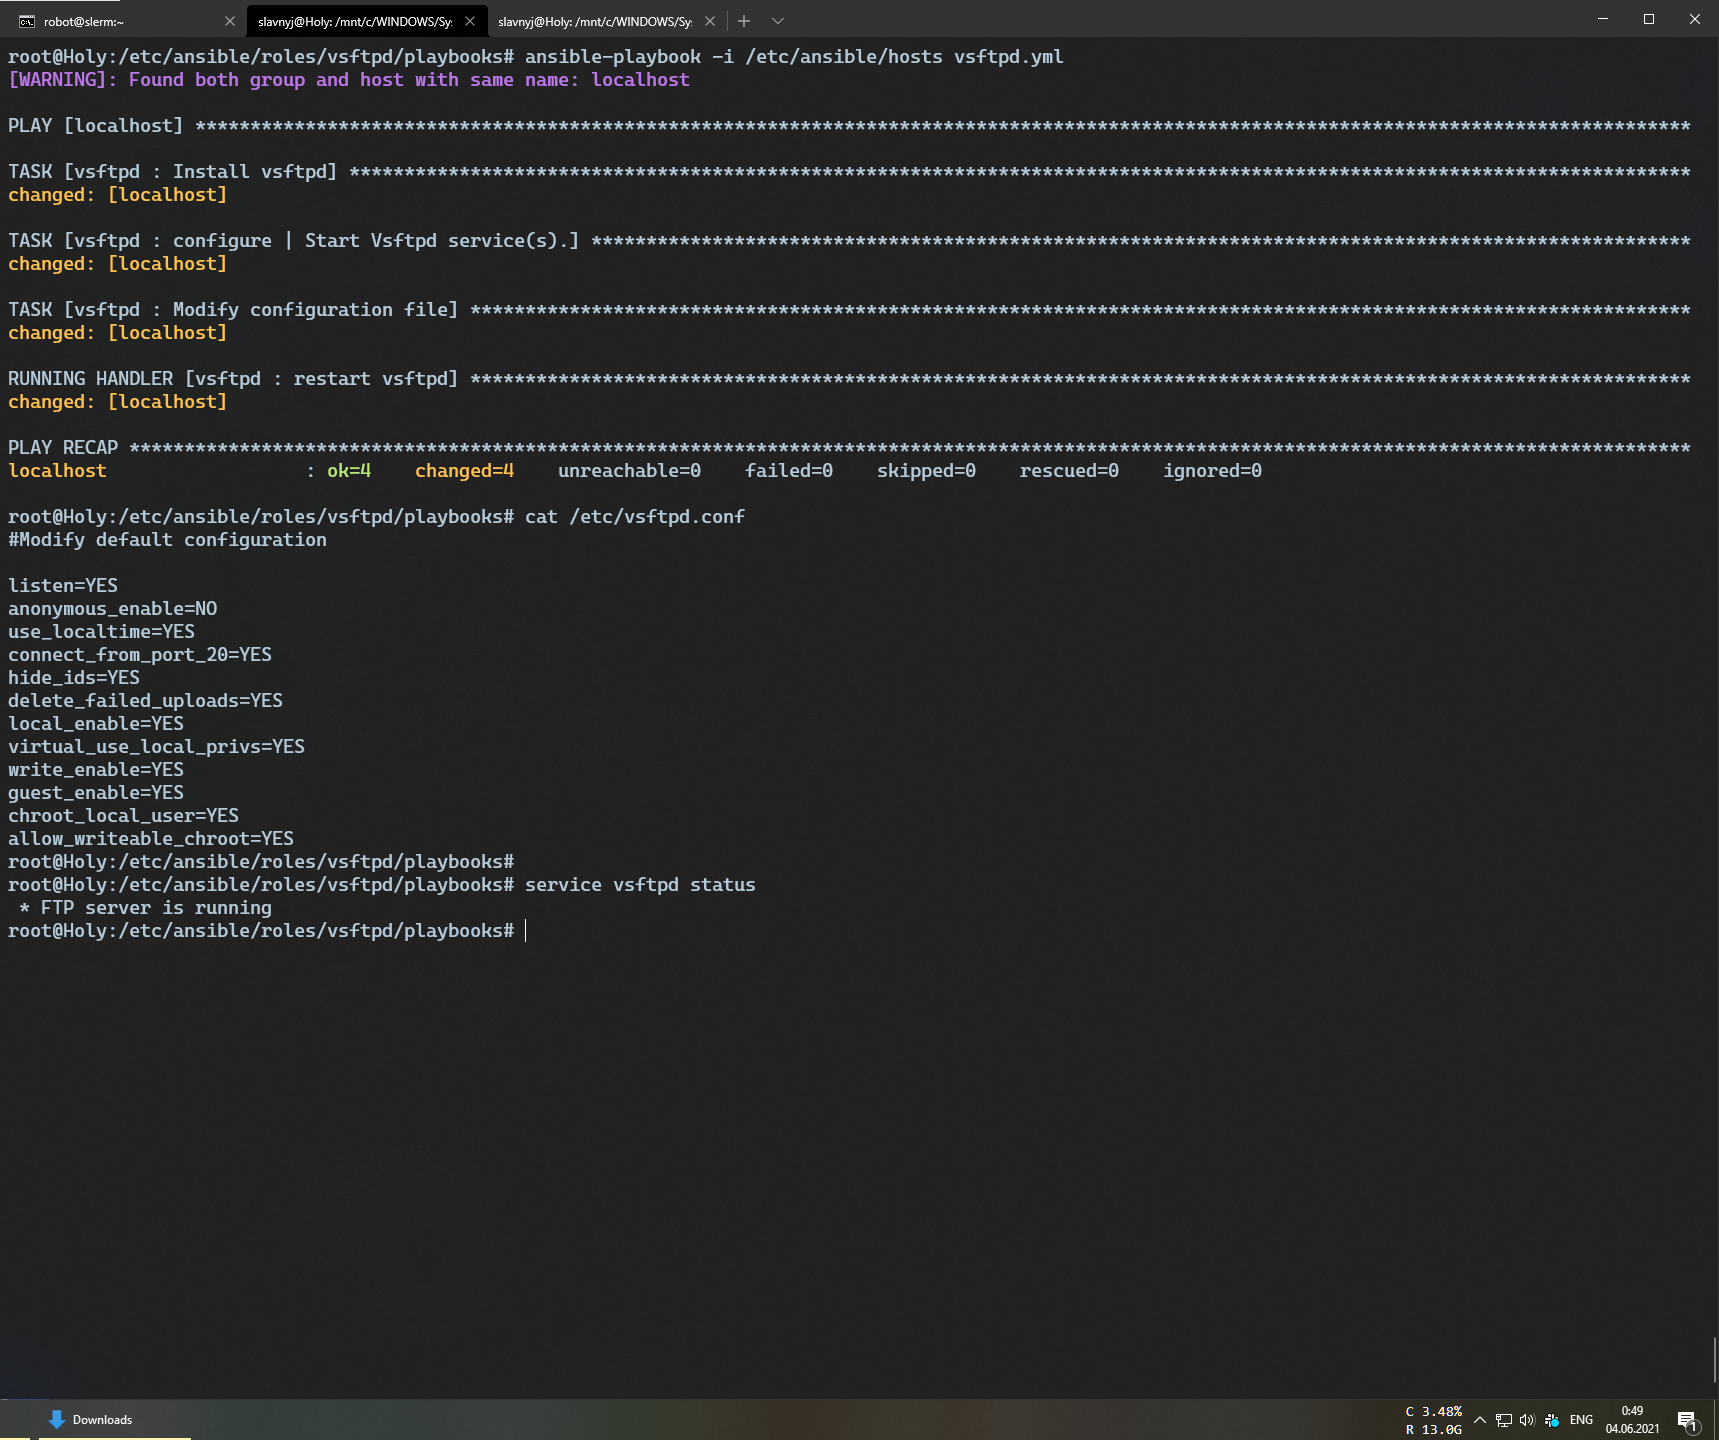 robot@slerm:~
slavnyj@Holy: /mnt/c/WINDOWS/Sy
slavnyj@Holy: /mnt/c/WINDOWS/Sy
root@Holy:/etc/ansible/roles/vsftpd/playbooks# ansible-playbook -i /etc/ansible/hosts vsftpd.yml
[WARNING]: Found both group and host with same name: localhost
PLAY [localhost] ****************************************************************************************************************************************
TASK [vsftpd : Install vsftpd] **************************************************************************************************************************
changed: [localhost]
TASK [vsftpd : configure | Start Vsftpd service(s).] ****************************************************************************************************
changed: [localhost]
TASK [vsftpd : Modify configuration file] ***************************************************************************************************************
changed: [localhost]
RUNNING HANDLER [vsftpd : restart vsftpd] ***************************************************************************************************************
changed: [localhost]
PLAY RECAP **********************************************************************************************************************************************
localhost                  : ok=4    changed=4    unreachable=0    failed=0    skipped=0    rescued=0    ignored=0
root@Holy:/etc/ansible/roles/vsftpd/playbooks# cat /etc/vsftpd.conf
#Modify default configuration
listen=YES
anonymous_enable=NO
use_localtime=YES
connect_from_port_20=YES
hide_ids=YES
delete_failed_uploads=YES
local_enable=YES
virtual_use_local_privs=YES
write_enable=YES
guest_enable=YES
chroot_local_user=YES
allow_writeable_chroot=YES
root@Holy:/etc/ansible/roles/vsftpd/playbooks#
root@Holy:/etc/ansible/roles/vsftpd/playbooks# service vsftpd status
 * FTP server is running
root@Holy:/etc/ansible/roles/vsftpd/playbooks#
Downloads
C 3.48%
R 13.0G
ENG
0:49
04.06.2021
1